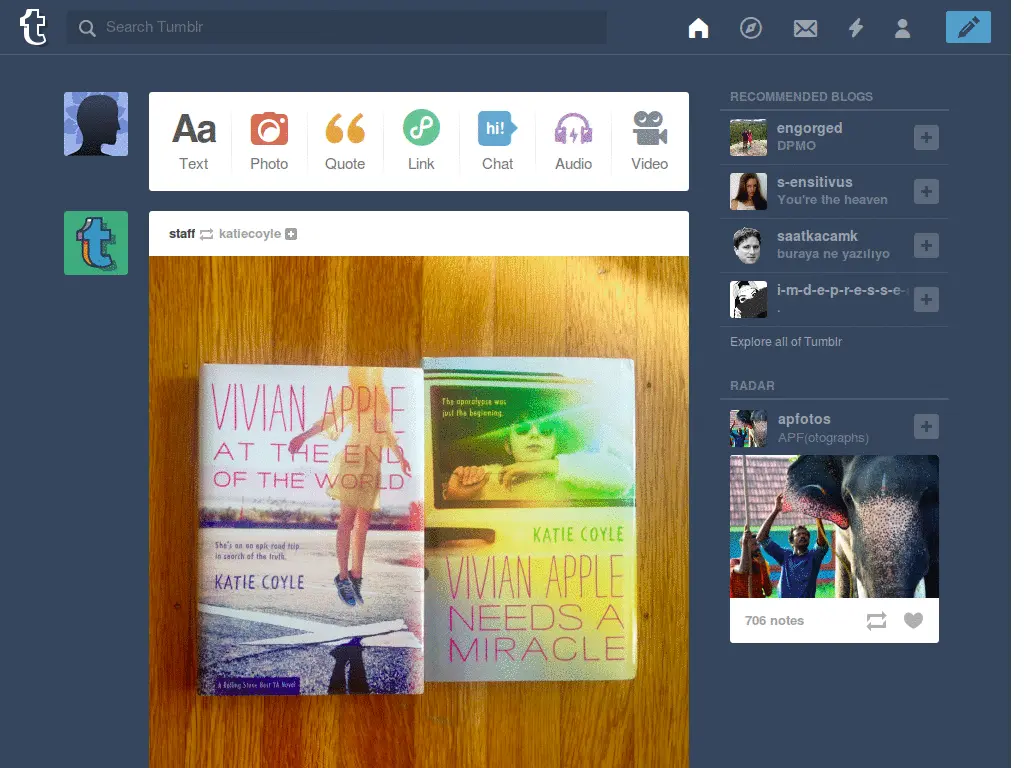 t
Search Tumblr
Aa
Text
Photo
Quote
Link
hi!
Chat
Audio
Video
staff katiecoyle
VIVIAN APPLE
AT THE END
OF THE WORLD
She's on an epic road trip
in search of the truth.
KATIE COYLE
A Rolling Stone Best YA Novel
The apocalypse was
just the beginning.
KATIE COYLE
VIVIAN APPLE
NEEDS A
MIRACLE
RECOMMENDED BLOGS
engorged
DPMO
s-ensitivus
You're the heaven
saatkacamk
buraya ne yazılıyo
i-m-d-e-p-r-e-s-s-e-
.
Explore all of Tumblr
RADAR
apfotos
APF(otographs)
706 notes